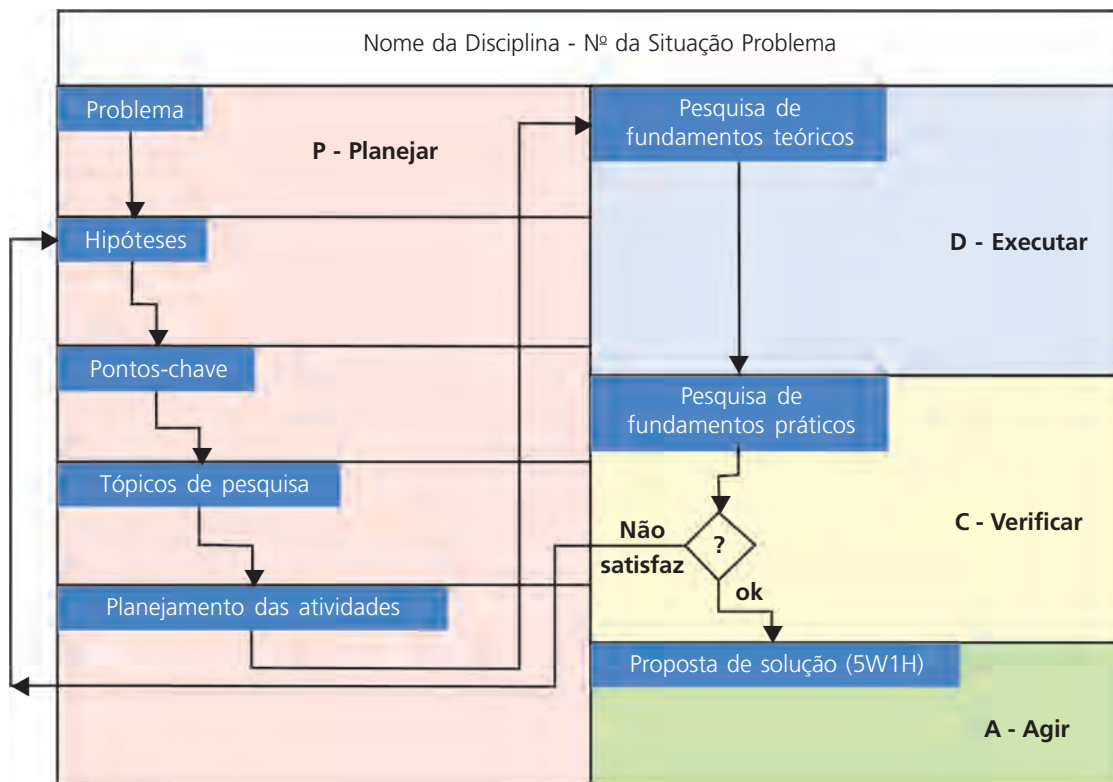 Nome da Disciplina - Nº da Situação Problema
Problema
P - Planejar
Hipóteses
Pontos-chave
Tópicos de pesquisa
Planejamento das atividades
Pesquisa de
fundamentos teóricos
D - Executar
Pesquisa de
fundamentos práticos
C - Verificar
?
Não
satisfaz
ok
Proposta de solução (5W1H)
A - Agir